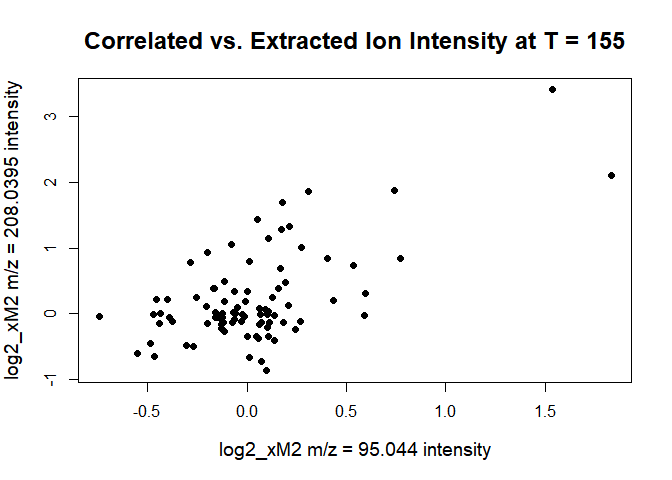 Correlated vs. Extracted Ion Intensity at T = 155
log2_xM2 m/z = 208.0395 intensity
3
2
1
0
-1
-0.5 0.0 0.5 1.0 1.5
log2_xM2 m/z = 95.044 intensity